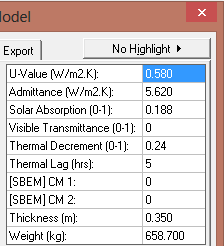 odel
Export
No Highlight
U-Value (W/m2.K): 0.580
Admittance (W/m2.K): 5.620
Solar Absorption (0-1): 0.188
Visible Transmittance (0-1): 0
Thermal Decrement (0-1): 0.24
Thermal Lag (hrs): 5
[SBEM] CM 1: 0
[SBEM] CM 2: 0
Thickness (m): 0.350
Weight (kg): 658.700